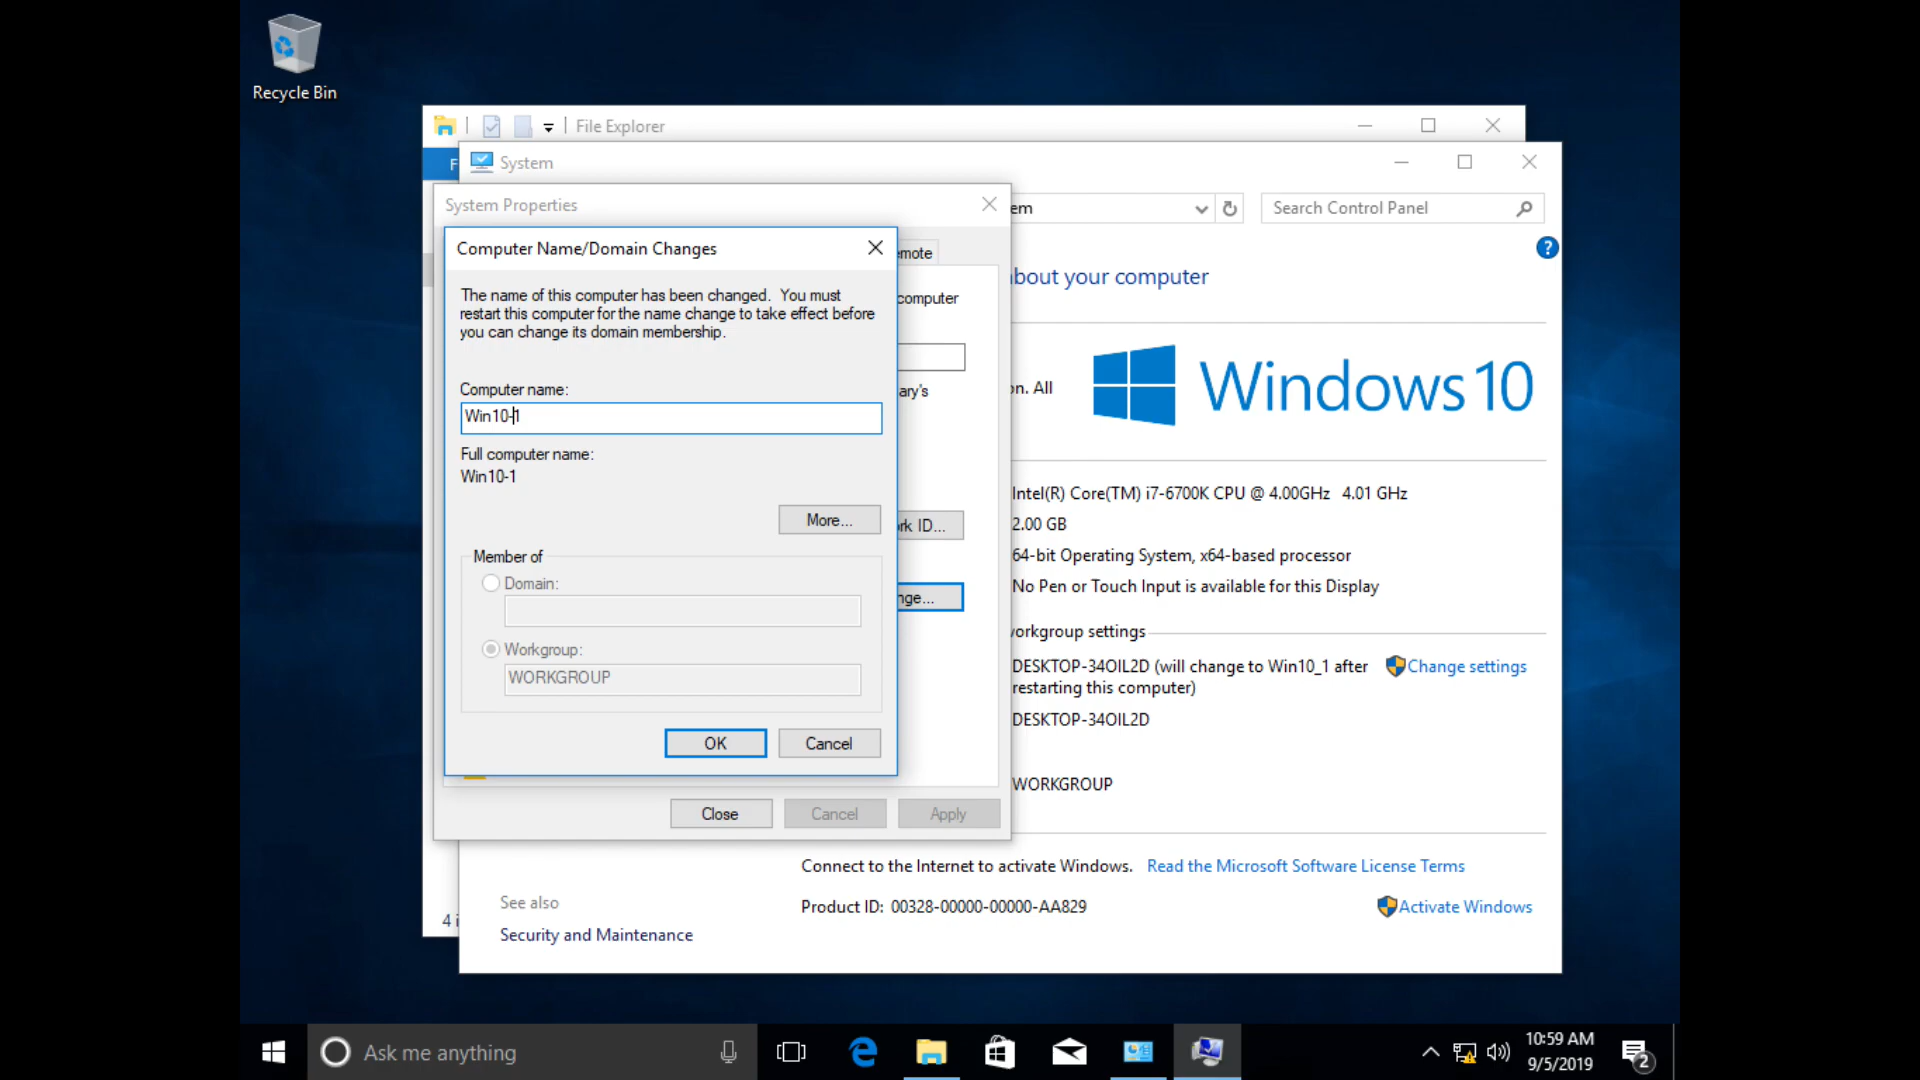 Recycle Bin
File Explorer
F
System
System Properties
em
Search Control Panel
Computer Name/Domain Changes
emote
about your computer
The name of this computer has been changed. You must
restart this computer for the name change to take effect before
you can change its domain membership.
computer
ary's
on. All
Windows 10
Computer name:
Win10-1
Full computer name:
Win10-1
Intel(R) Core(TM) i7-6700K CPU @ 4.00GHz 4.01 GHz
More...
rk ID...
2.00 GB
Member of
64-bit Operating System, x64-based processor
Domain:
No Pen or Touch Input is available for this Display
nge...
workgroup settings
Workgroup:
WORKGROUP
DESKTOP-34OIL2D (will change to Win10_1 after
restarting this computer)
Change settings
DESKTOP-34OIL2D
OK
Cancel
WORKGROUP
Close
Cancel
Apply
Connect to the Internet to activate Windows. Read the Microsoft Software License Terms
See also
Product ID: 00328-00000-00000-AA829
Activate Windows
4 i
Security and Maintenance
Ask me anything
10:59 AM
9/5/2019
2